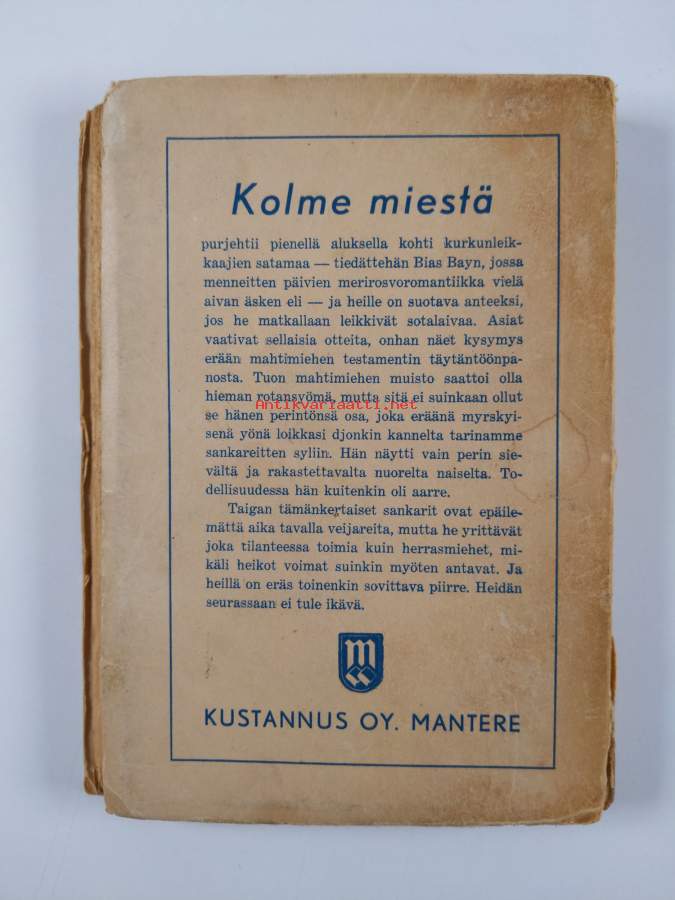 Kolme miestä
purjehtii pienellä aluksella kohti kurkunleik-
kaajien satamaa — tiedättehän Bias Bayn, jossa
menneitten päivien merirosvoromantiikka vielä
aivan äsken eli — ja heille on suotava anteeksi,
jos he matkallaan leikkivät sotalaivaa. Asiat
vaativat sellaisia otteita, onhan näet kysymys
erään mahtimiehen testamentin täytäntöönpa-
nosta. Tuon mahtimiehen muisto saattoi olla
hieman rotansyömä, mutta sitä ei suinkaan ollut
Antikvariaatti.net
se hänen perintönsä osa, joka eräänä myrskyi-
senä yönä loikkasi djonkin kannelta tarinamme
sankareitten syliin. Hän näytti vain perin sie-
vältä ja rakastettavalta nuorelta naiselta. To-
dellisuudessa hän kuitenkin oli aarre.
Taigan tämänkertaiset sankarit ovat epäile-
mättä aika tavalla veijareita, mutta he yrittävät
joka tilanteessa toimia kuin herrasmiehet, mi-
käli heikot voimat suinkin myöten antavat. Ja
heillä on eräs toinenkin sovittava piirre. Heidän
seurassaan ei tule ikävä.
m
KUSTANNUS OY. MANTERE